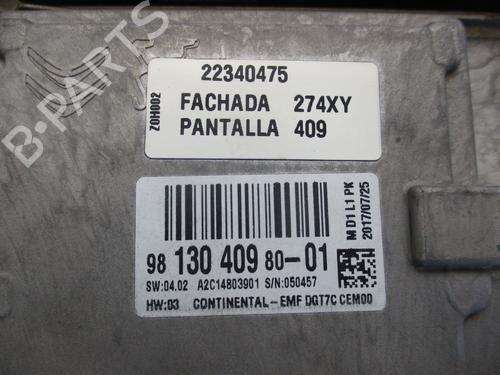 B-PARTS
22340475
Z0H002
FACHADA 274XY
PANTALLA 409
98 130 409 80-01
SW:04.02 A2C14803901 S/N:050457
HW:03 CONTINENTAL-EMF DGT7C CEM00
M D1 L1 PK
2017/07/25